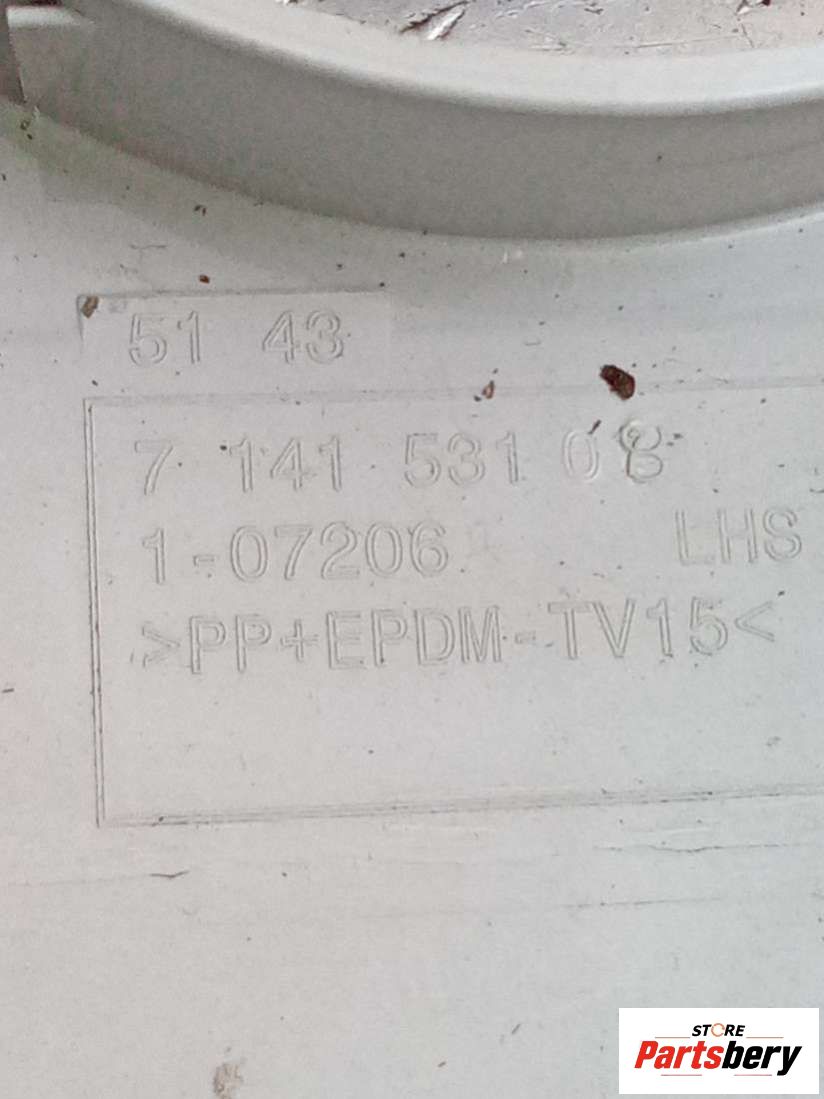 51 43
7 141 531 08
1-07206 LHS
>PP+EPDM-TV15<
STORE
Partsbery